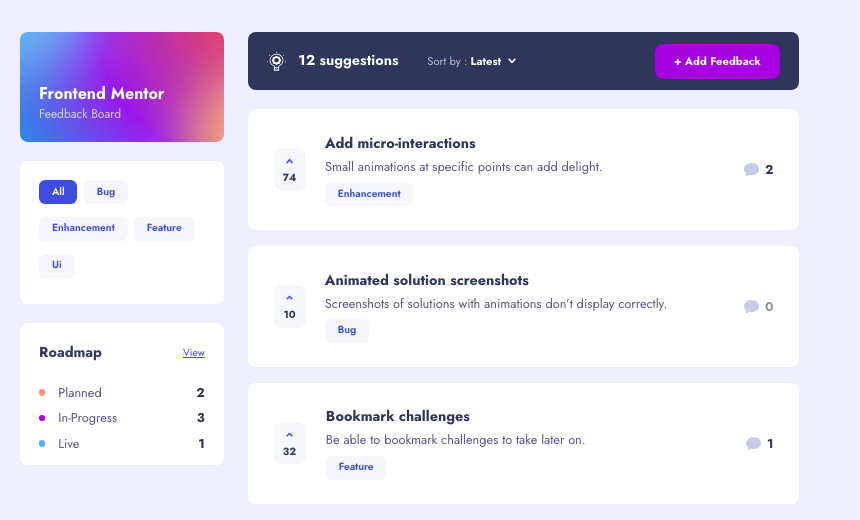 Frontend Mentor
Feedback Board
All Bug
Enhancement Feature
Ui
Roadmap View
Planned 2
In-Progress 3
Live 1
12 suggestions Sort by : Latest + Add Feedback
Add micro-interactions
Small animations at specific points can add delight.
Enhancement
74
2
Animated solution screenshots
Screenshots of solutions with animations don't display correctly.
Bug
10
0
Bookmark challenges
Be able to bookmark challenges to take later on.
Feature
32
1